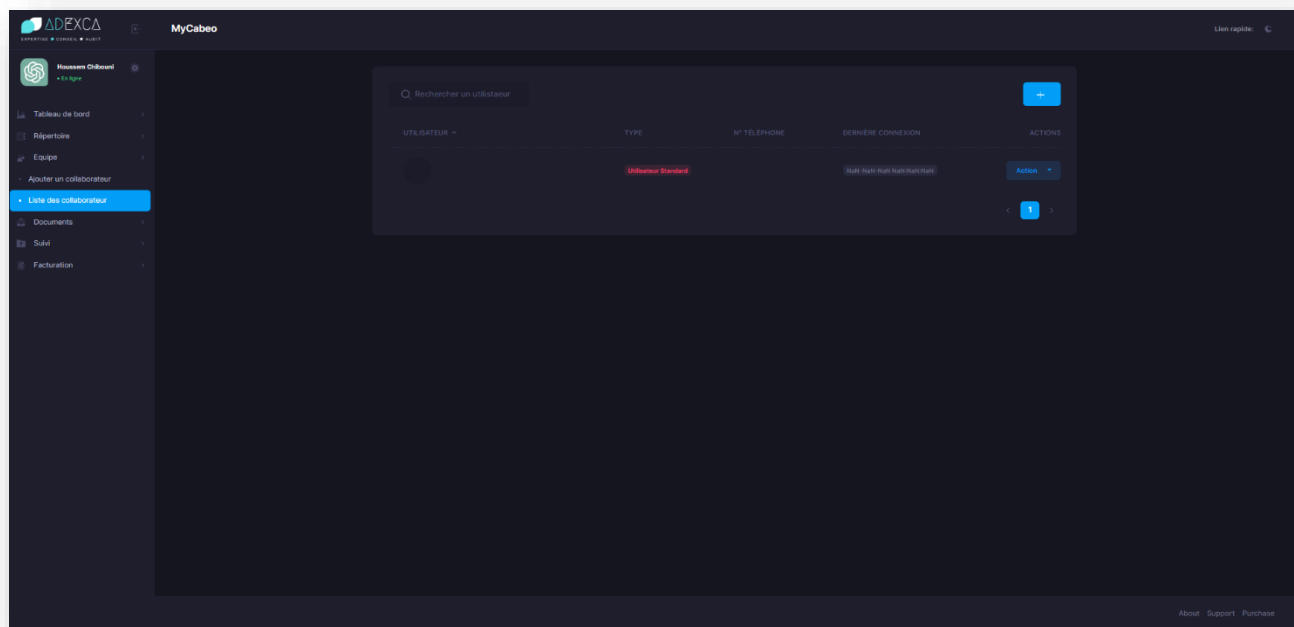 ADEXCA
EXPERTISE ● CONSEIL ● AUDIT
MyCabeo
Lien rapide:
Houssem Chibouni
• En ligne
Tableau de bord
Répertoire
Equipe
Ajouter un collaborateur
Liste des collaborateur
Documents
Suivi
Facturation
Rechercher un utilistaeur
+
UTILISATEUR TYPE N° TÉLÉPHONE DERNIÈRE CONNEXION ACTIONS
Utilisateur Standard NaN-NaN-NaN NaN:NaN:NaN Action
< 1 >
About Support Purchase